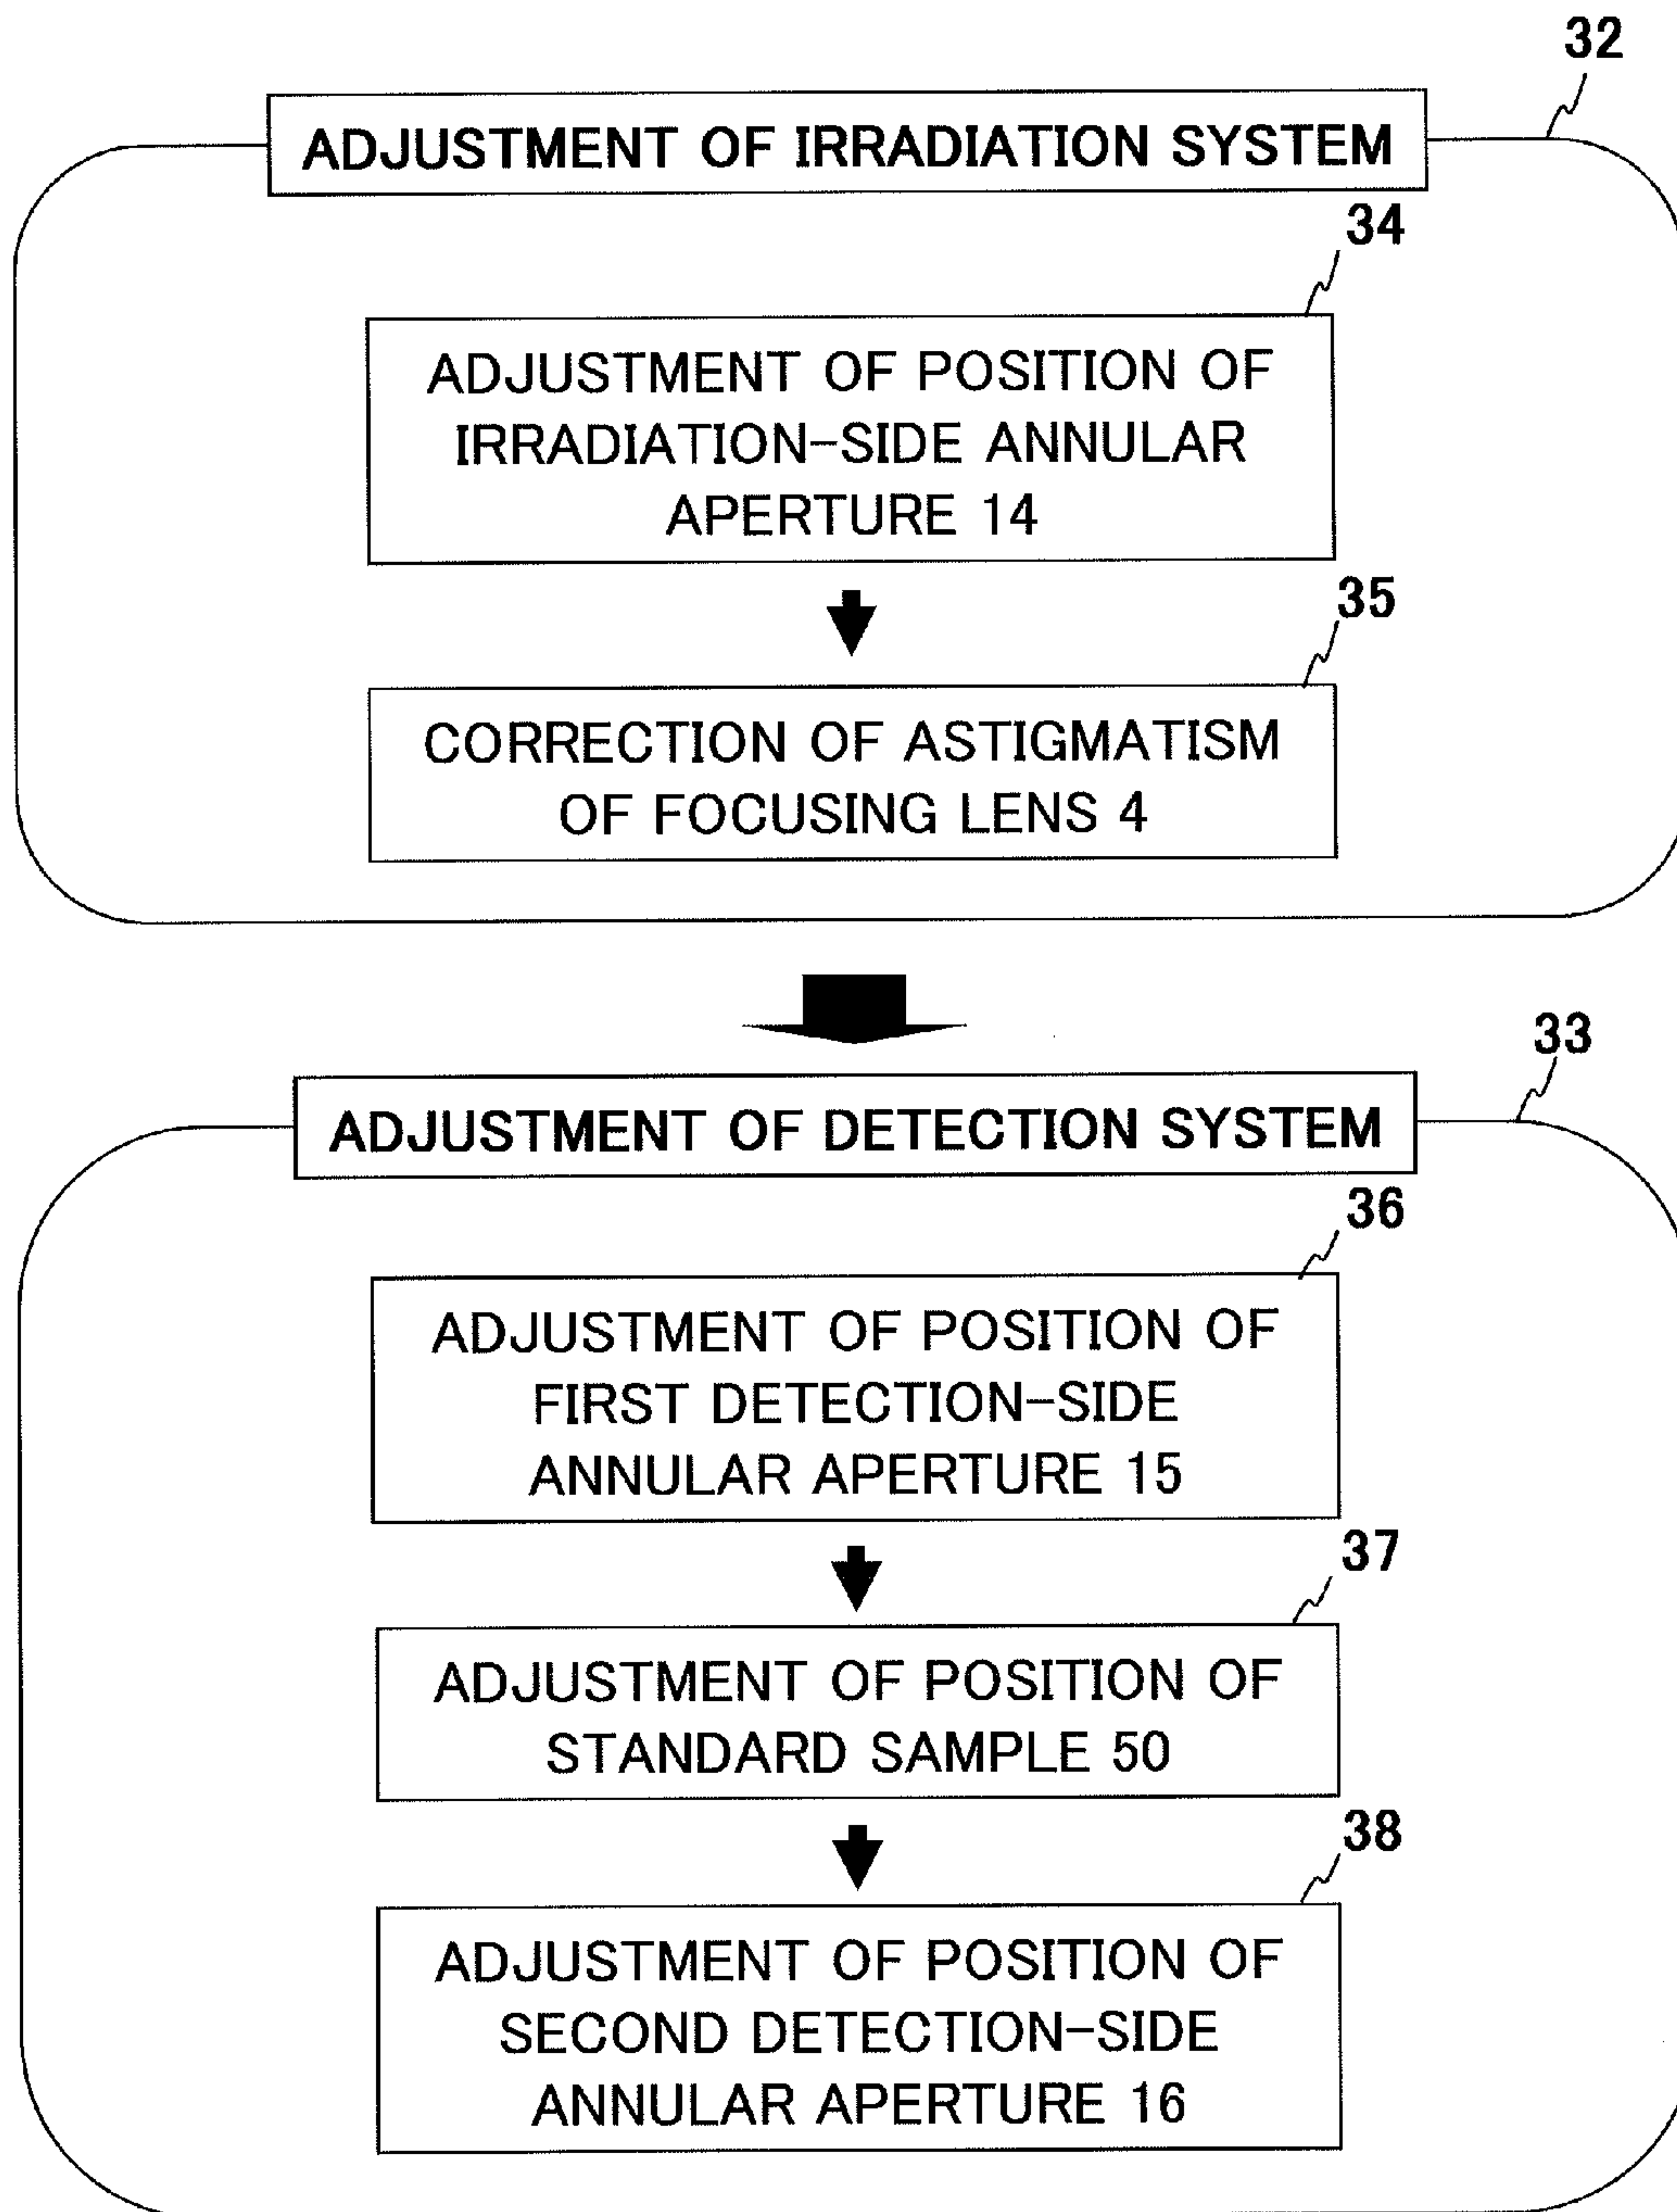 32
ADJUSTMENT OF IRRADIATION SYSTEM
34
ADJUSTMENT OF POSITION OF
IRRADIATION-SIDE ANNULAR
APERTURE 14
35
CORRECTION OF ASTIGMATISM
OF FOCUSING LENS 4
33
ADJUSTMENT OF DETECTION SYSTEM
36
ADJUSTMENT OF POSITION OF
FIRST DETECTION-SIDE
ANNULAR APERTURE 15
37
ADJUSTMENT OF POSITION OF
STANDARD SAMPLE 50
38
ADJUSTMENT OF POSITION OF
SECOND DETECTION-SIDE
ANNULAR APERTURE 16